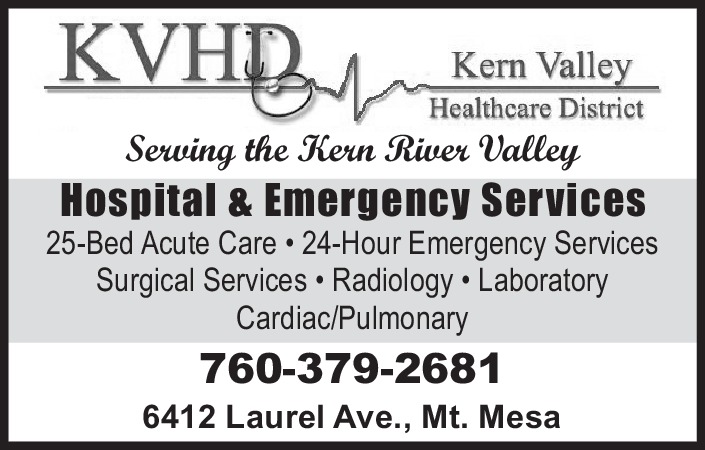 KVHD
Kern Valley
Healthcare District
Serving the Kern River Valley
Hospital & Emergency Services
25-Bed Acute Care • 24-Hour Emergency Services
Surgical Services • Radiology • Laboratory
Cardiac/Pulmonary
760-379-2681
6412 Laurel Ave., Mt. Mesa